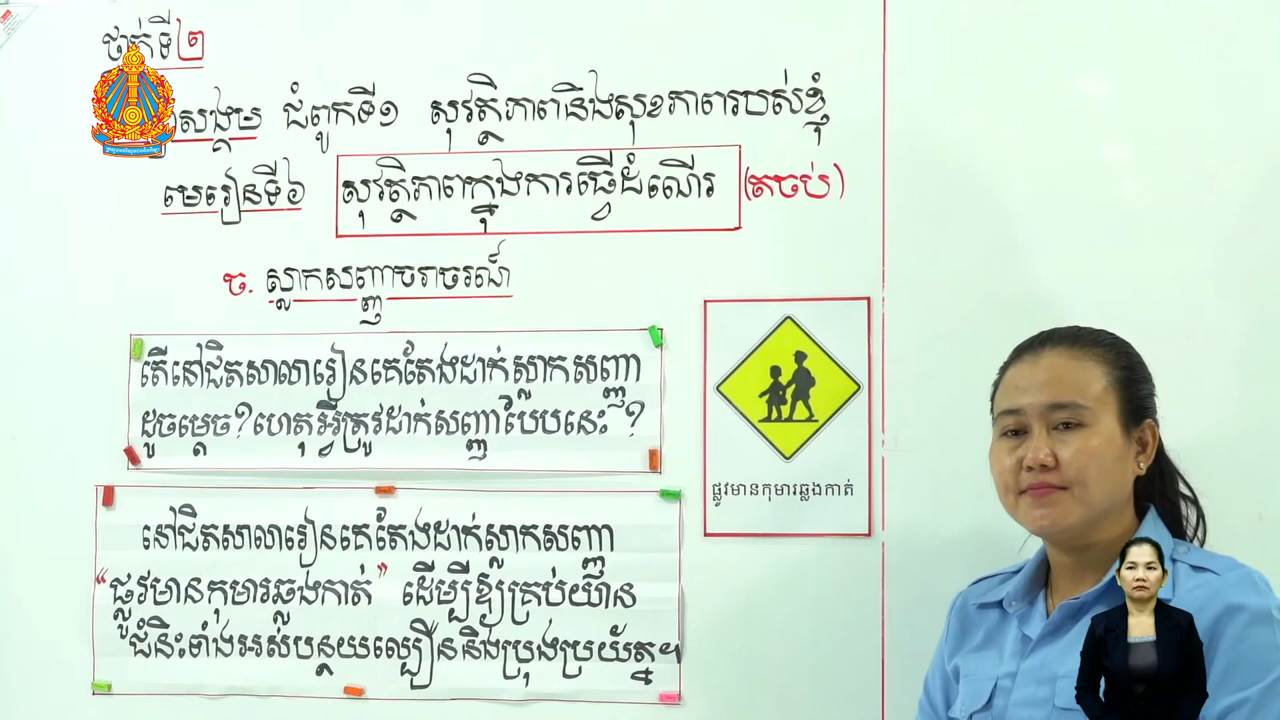 ថ្នាក់ទី២
សង្គម ជំពូកទី១ សុវត្ថិភាពនិងសុខភាពរបស់ខ្ញុំ
មេរៀនទី៦ សុវត្ថិភាពក្នុងការធ្វើដំណើរ (តចប់)
ច. ស្លាកសញ្ញាចរាចរណ៍
តើនៅជិតសាលារៀនគេតែងដាក់ស្លាកសញ្ញា
ដូចម្ដេច?ហេតុអ្វីត្រូវដាក់សញ្ញាបែបនេះ ?
ផ្លូវមានកុមារឆ្លងកាត់
នៅជិតសាលារៀនគេតែងដាក់ស្លាកសញ្ញា
“ផ្លូវមានកុមារឆ្លងកាត់” ដើម្បីឱ្យគ្រប់យាន
ជំនិះទាំងអស់បន្ថយល្បឿននិងប្រុងប្រយ័ត្ន។